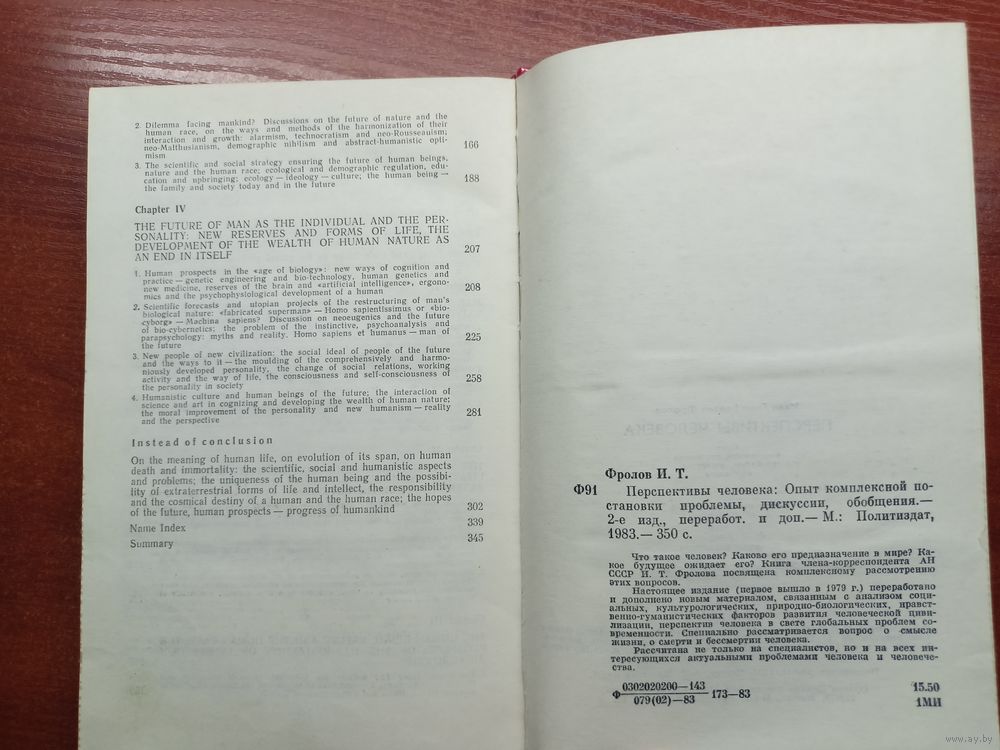 2. Dilemma facing mankind? Discussions on the future of nature and the
human race, on the ways and methods of the harmonization of their
interaction and growth: alarmism, technocratism and neo-Rousseauism;
neo-Malthusianism, demographic nihilism and abstract-humanistic opti-
mism 166
3. The scientific and social strategy ensuring the future of human beings,
nature and the human race; ecological and demographic regulation, edu-
cation and upbringing; ecology — ideology — culture; the human being —
the family and society today and in the future 188
Chapter IV
THE FUTURE OF MAN AS THE INDIVIDUAL AND THE PER-
SONALITY: NEW RESERVES AND FORMS OF LIFE, THE
DEVELOPMENT OF THE WEALTH OF HUMAN NATURE AS
AN END IN ITSELF 207
1. Human prospects in the «age of biology»: new ways of cognition and
practice — genetic engineering and bio-technology, human genetics and
new medicine, reserves of the brain and «artificial intelligence», ergono-
mics and the psychophysiological development of a human 208
2. Scientific forecasts and utopian projects of the restructuring of man's
biological nature: «fabricated superman» — Homo sapientissimus or «bio-
cyborg» — Machina sapiens? Discussion on neoeugenics and the future
of bio-cybernetics; the problem of the instinctive, psychoanalysis and
parapsychology: myths and reality. Homo sapiens et humanus — man of
the future 225
3. New people of new civilization: the social ideal of people of the future
and the ways to it — the moulding of the comprehensively and harmo-
niously developed personality, the change of social relations, working
activity and the way of life, the consciousness and self-consciousness of
the personality in society 258
4. Humanistic culture and human beings of the future; the interaction of
science and art in cognizing and developing the wealth of human nature;
the moral improvement of the personality and new humanism — reality
and the perspective 281
Instead of conclusion
On the meaning of human life, on evolution of its span, on human
death and immortality: the scientific, social and humanistic aspects
and problems; the uniqueness of the human being and the possibi-
lity of extraterrestrial forms of life and intellect, the responsibility
and the cosmical destiny of a human and the human race; the hopes
of the future, human prospects — progress of humankind 302
Name Index 339
Summary 345
Фролов И. Т.
Ф91 Перспективы человека: Опыт комплексной по-
становки проблемы, дискуссии, обобщения.—
2-е изд., переработ. и доп.— М.: Политиздат,
1983.— 350 с.
Что такое человек? Каково его предназначение в мире? Ка-
кое будущее ожидает его? Книга члена-корреспондента АН
СССР И. Т. Фролова посвящена комплексному рассмотрению
этих вопросов.
Настоящее издание (первое вышло в 1979 г.) переработано
и дополнено новым материалом, связанным с анализом соци-
альных, культурологических, природно-биологических, нравст-
венно-гуманистических факторов развития человеческой циви-
лизации, перспектив человека в свете глобальных проблем со-
временности. Специально рассматривается вопрос о смысле
жизни, о смерти и бессмертии человека.
Рассчитана не только на специалистов, но и на всех ин-
тересующихся актуальными проблемами человека и человече-
ства.
Ф 0302020200—143 173—83 15.50
079(02)—83 1МИ
www.ay.by